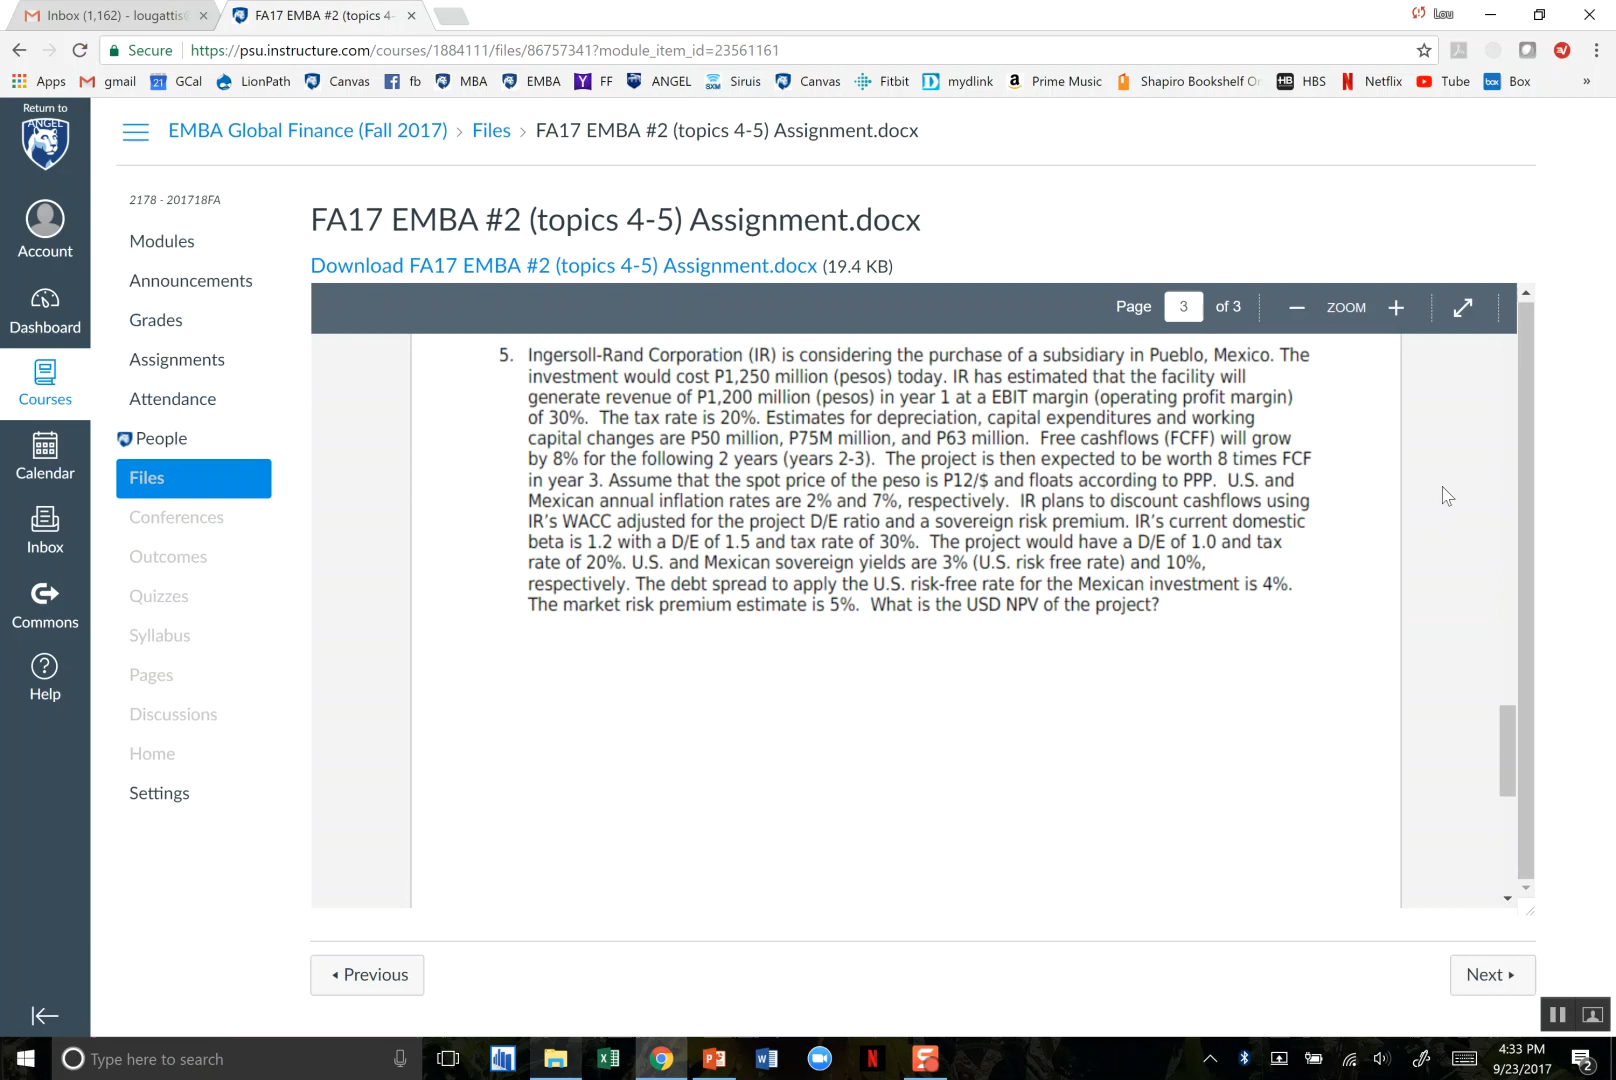 Inbox (1,162) - lougattis
FA17 EMBA #2 (topics 4-
Lou
Secure
https://psu.instructure.com/courses/1884111/files/86757341?module_item_id=23561161
Apps
gmail
21
GCal
LionPath
Canvas
fb
MBA
EMBA
FF
ANGEL
SXM
Siruis
Canvas
Fitbit
D
mydlink
a
Prime Music
Shapiro Bookshelf Or
HB
HBS
Netflix
Tube
box
Box
»
Return to
ANGEL
Account
Dashboard
Courses
Calendar
Inbox
Commons
Help
EMBA Global Finance (Fall 2017) > Files > FA17 EMBA #2 (topics 4-5) Assignment.docx
2178 - 201718FA
Modules
Announcements
Grades
Assignments
Attendance
People
Files
Conferences
Outcomes
Quizzes
Syllabus
Pages
Discussions
Home
Settings
FA17 EMBA #2 (topics 4-5) Assignment.docx
Download FA17 EMBA #2 (topics 4-5) Assignment.docx (19.4 KB)
Page 3 of 3
ZOOM
5. Ingersoll-Rand Corporation (IR) is considering the purchase of a subsidiary in Pueblo, Mexico. The
investment would cost P1,250 million (pesos) today. IR has estimated that the facility will
generate revenue of P1,200 million (pesos) in year 1 at a EBIT margin (operating profit margin)
of 30%. The tax rate is 20%. Estimates for depreciation, capital expenditures and working
capital changes are P50 million, P75M million, and P63 million. Free cashflows (FCFF) will grow
by 8% for the following 2 years (years 2-3). The project is then expected to be worth 8 times FCF
in year 3. Assume that the spot price of the peso is P12/$ and floats according to PPP. U.S. and
Mexican annual inflation rates are 2% and 7%, respectively. IR plans to discount cashflows using
IR's WACC adjusted for the project D/E ratio and a sovereign risk premium. IR's current domestic
beta is 1.2 with a D/E of 1.5 and tax rate of 30%. The project would have a D/E of 1.0 and tax
rate of 20%. U.S. and Mexican sovereign yields are 3% (U.S. risk free rate) and 10%,
respectively. The debt spread to apply the U.S. risk-free rate for the Mexican investment is 4%.
The market risk premium estimate is 5%. What is the USD NPV of the project?
Previous
Next
Type here to search
4:33 PM
9/23/2017
2